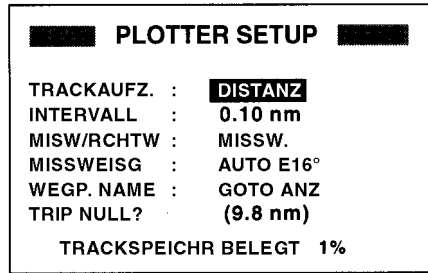 PLOTTER SETUP
TRACKAUFZ. : DISTANZ
INTERVALL : 0.10 nm
MISW/RCHTW : MISSW.
MISSWEISG : AUTO E16°
WEGP. NAME : GOTO ANZ
TRIP NULL? (9.8 nm)
TRACKSPEICHR BELEGT 1%